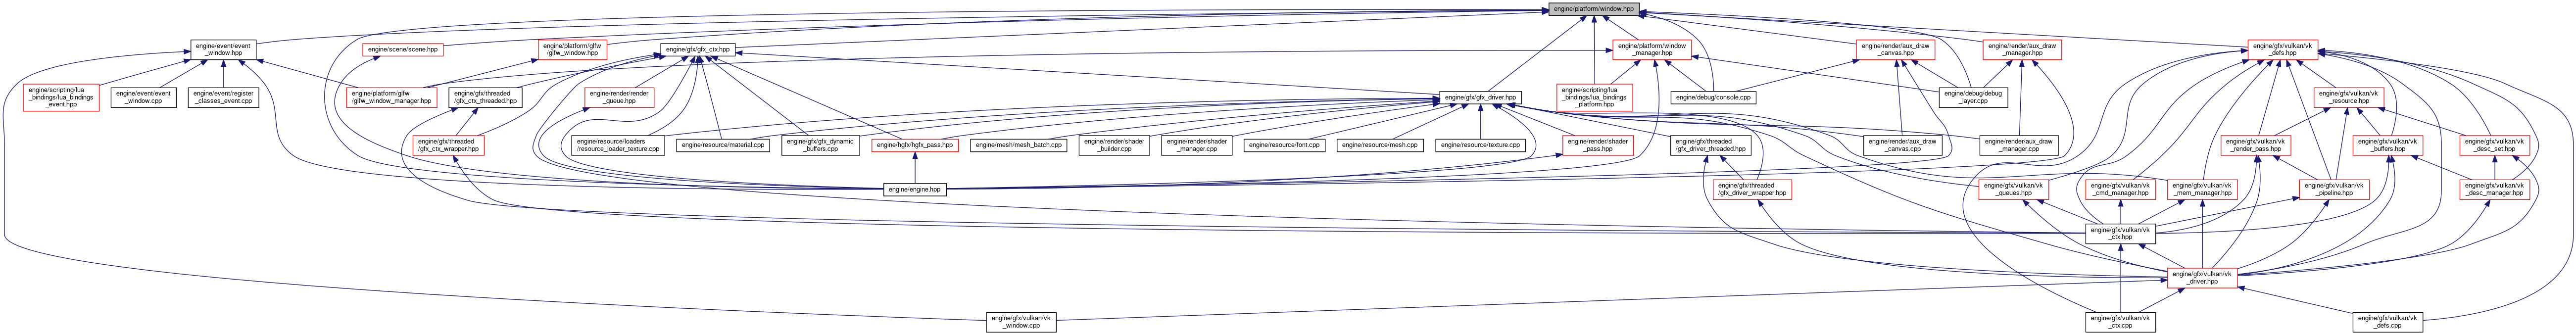 engine/platform/window.hpp
engine/event/event
_window.hpp
engine/scene/scene.hpp
engine/platform/glfw
/glfw_window.hpp
engine/gfx/gfx_ctx.hpp
engine/platform/window
_manager.hpp
engine/render/aux_draw
_canvas.hpp
engine/render/aux_draw
_manager.hpp
engine/gfx/vulkan/vk
_defs.hpp
engine/scripting/lua
_bindings/lua_bindings
_event.hpp
engine/event/event
_window.cpp
engine/event/register
_classes_event.cpp
engine/platform/glfw
/glfw_window_manager.hpp
engine/gfx/threaded
/gfx_ctx_threaded.hpp
engine/render/render
_queue.hpp
engine/gfx/gfx_driver.hpp
engine/scripting/lua
_bindings/lua_bindings
_platform.hpp
engine/debug/console.cpp
engine/debug/debug
_layer.cpp
engine/gfx/vulkan/vk
_resource.hpp
engine/gfx/threaded
/gfx_ctx_wrapper.hpp
engine/resource/loaders
/resource_loader_texture.cpp
engine/resource/material.cpp
engine/gfx/gfx_dynamic
_buffers.cpp
engine/hgfx/hgfx_pass.hpp
engine/mesh/mesh_batch.cpp
engine/render/shader
_builder.cpp
engine/render/shader
_manager.cpp
engine/resource/font.cpp
engine/resource/mesh.cpp
engine/resource/texture.cpp
engine/render/shader
_pass.hpp
engine/gfx/threaded
/gfx_driver_threaded.hpp
engine/render/aux_draw
_canvas.cpp
engine/render/aux_draw
_manager.cpp
engine/gfx/vulkan/vk
_render_pass.hpp
engine/gfx/vulkan/vk
_buffers.hpp
engine/gfx/vulkan/vk
_desc_set.hpp
engine/engine.hpp
engine/gfx/threaded
/gfx_driver_wrapper.hpp
engine/gfx/vulkan/vk
_queues.hpp
engine/gfx/vulkan/vk
_cmd_manager.hpp
engine/gfx/vulkan/vk
_mem_manager.hpp
engine/gfx/vulkan/vk
_pipeline.hpp
engine/gfx/vulkan/vk
_desc_manager.hpp
engine/gfx/vulkan/vk
_ctx.hpp
engine/gfx/vulkan/vk
_driver.hpp
engine/gfx/vulkan/vk
_window.cpp
engine/gfx/vulkan/vk
_ctx.cpp
engine/gfx/vulkan/vk
_defs.cpp